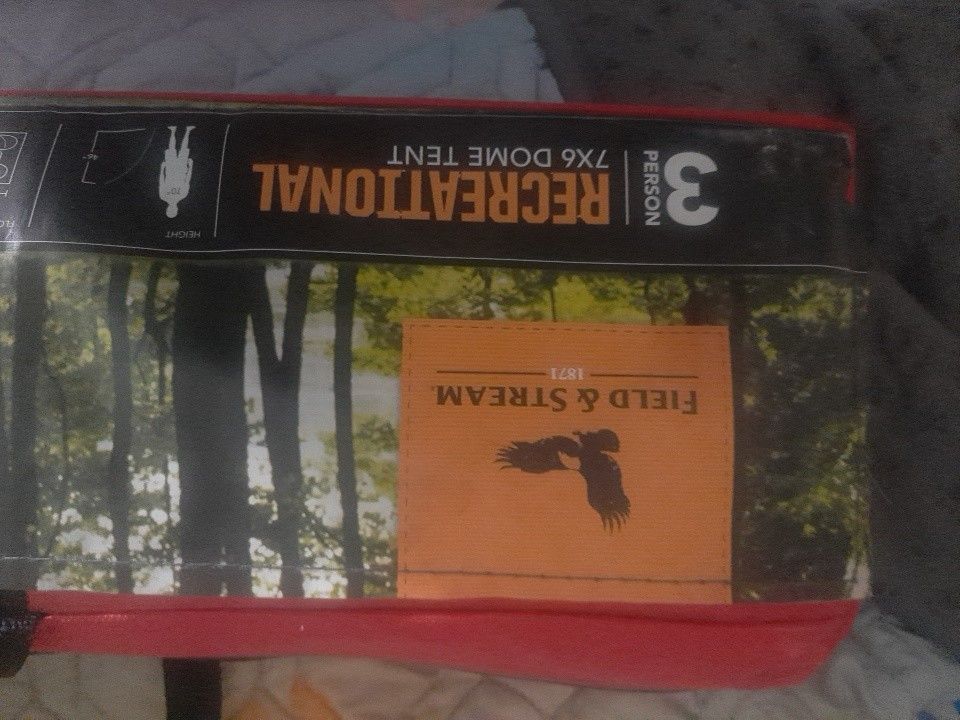 3
PERSON
RECREATIONAL
7X6 DOME TENT
HEIGHT
70"
FIELD & STREAM
1871